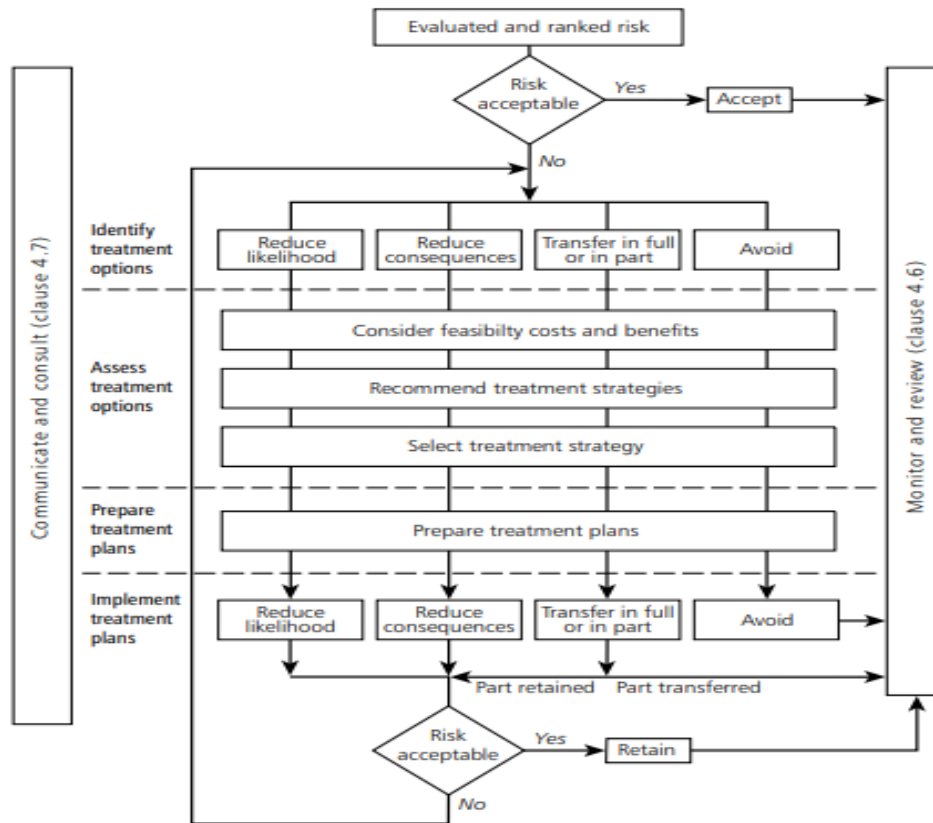 Evaluated and ranked risk
Risk
acceptable
Yes
Accept
No
Communicate and consult (clause 4.7)
Monitor and review (clause 4.6)
Identify
treatment
options
Reduce
likelihood
Reduce
consequences
Transfer in full
or in part
Avoid
Assess
treatment
options
Consider feasibilty costs and benefits
Recommend treatment strategies
Select treatment strategy
Prepare
treatment
plans
Prepare treatment plans
Implement
treatment
plans
Reduce
likelihood
Reduce
consequences
Transfer in full
or in part
Avoid
Part retained
Part transferred
Risk
acceptable
Yes
Retain
No